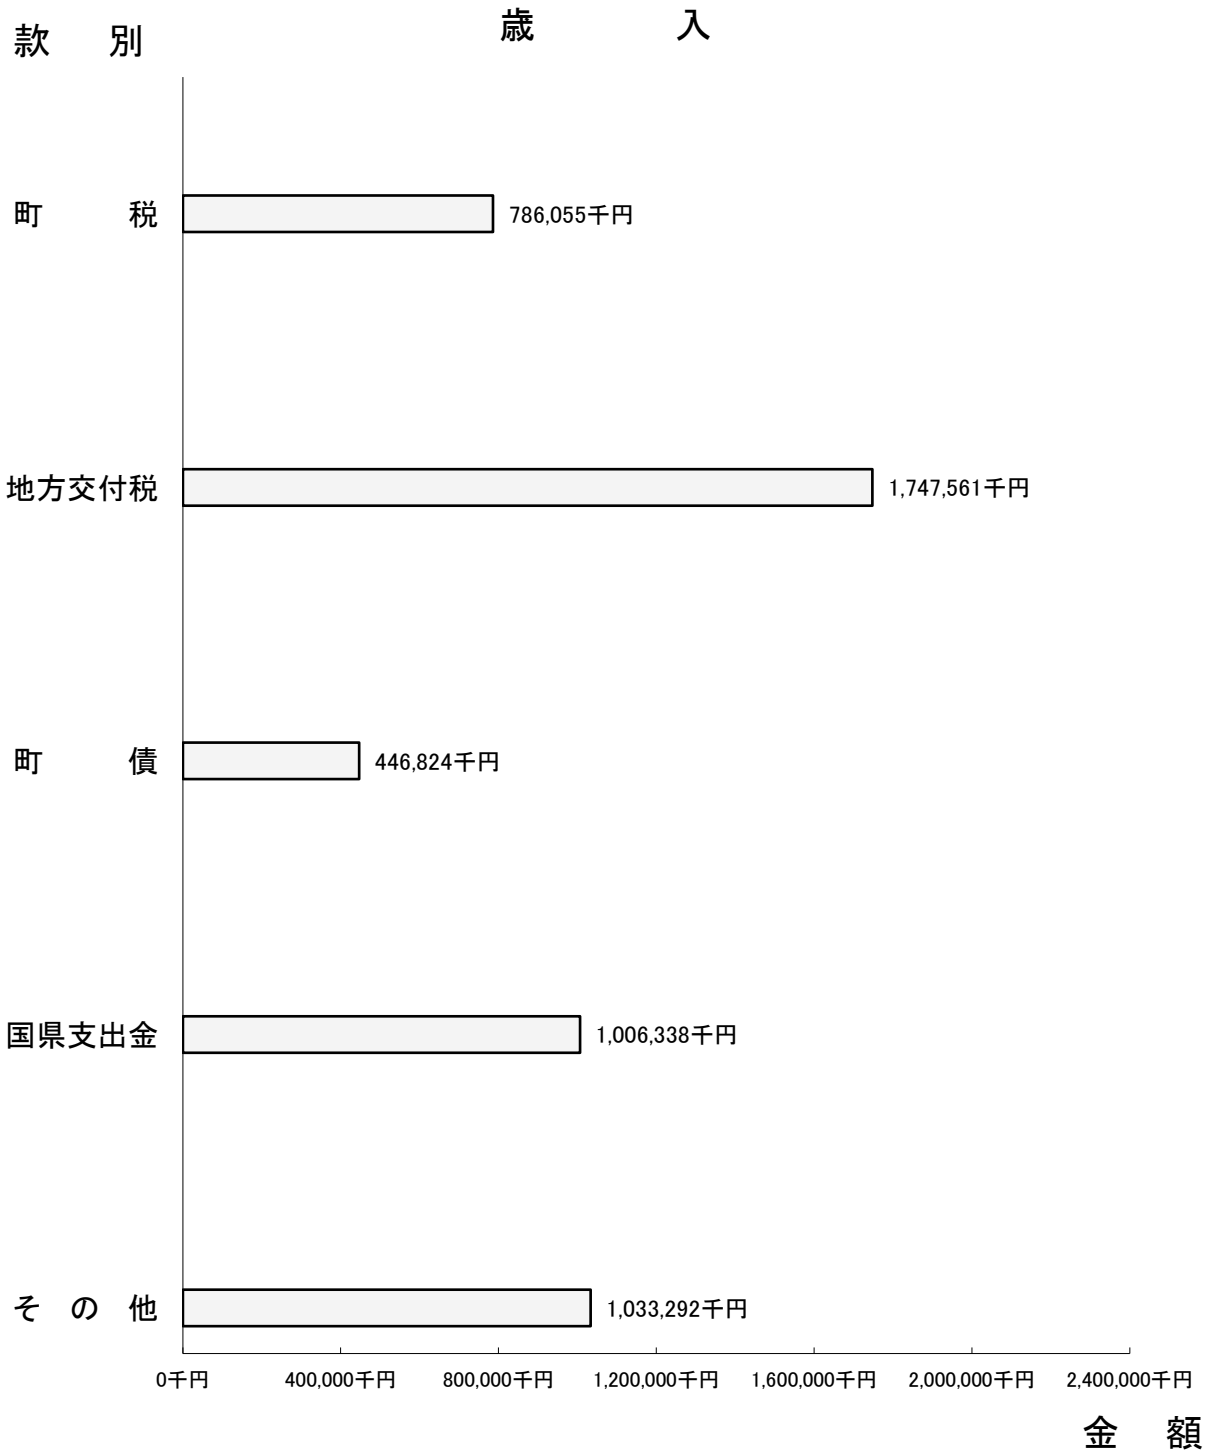 歳　入
款　別
町　税
786,055千円
地方交付税
1,747,561千円
町　債
446,824千円
国県支出金
1,006,338千円
そ の 他
1,033,292千円
0千円 400,000千円 800,000千円 1,200,000千円 1,600,000千円 2,000,000千円 2,400,000千円
金　額